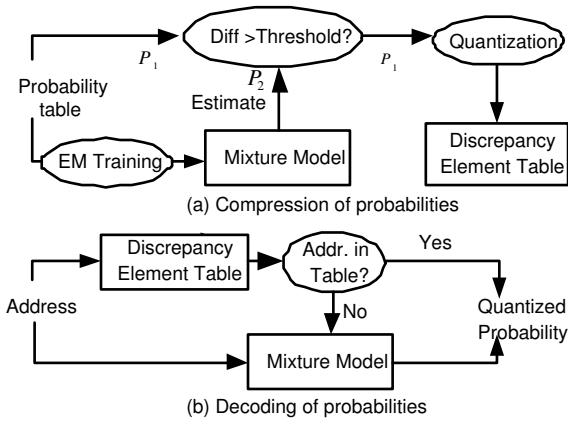 Diff >Threshold?
Quantization
P1
P1
P2
Probability
table
Estimate
EM Training
Mixture Model
Discrepancy
Element Table
(a) Compression of probabilities
Discrepancy
Element Table
Addr. in
Table?
Yes
Address
No
Quantized
Probability
Mixture Model
(b) Decoding of probabilities